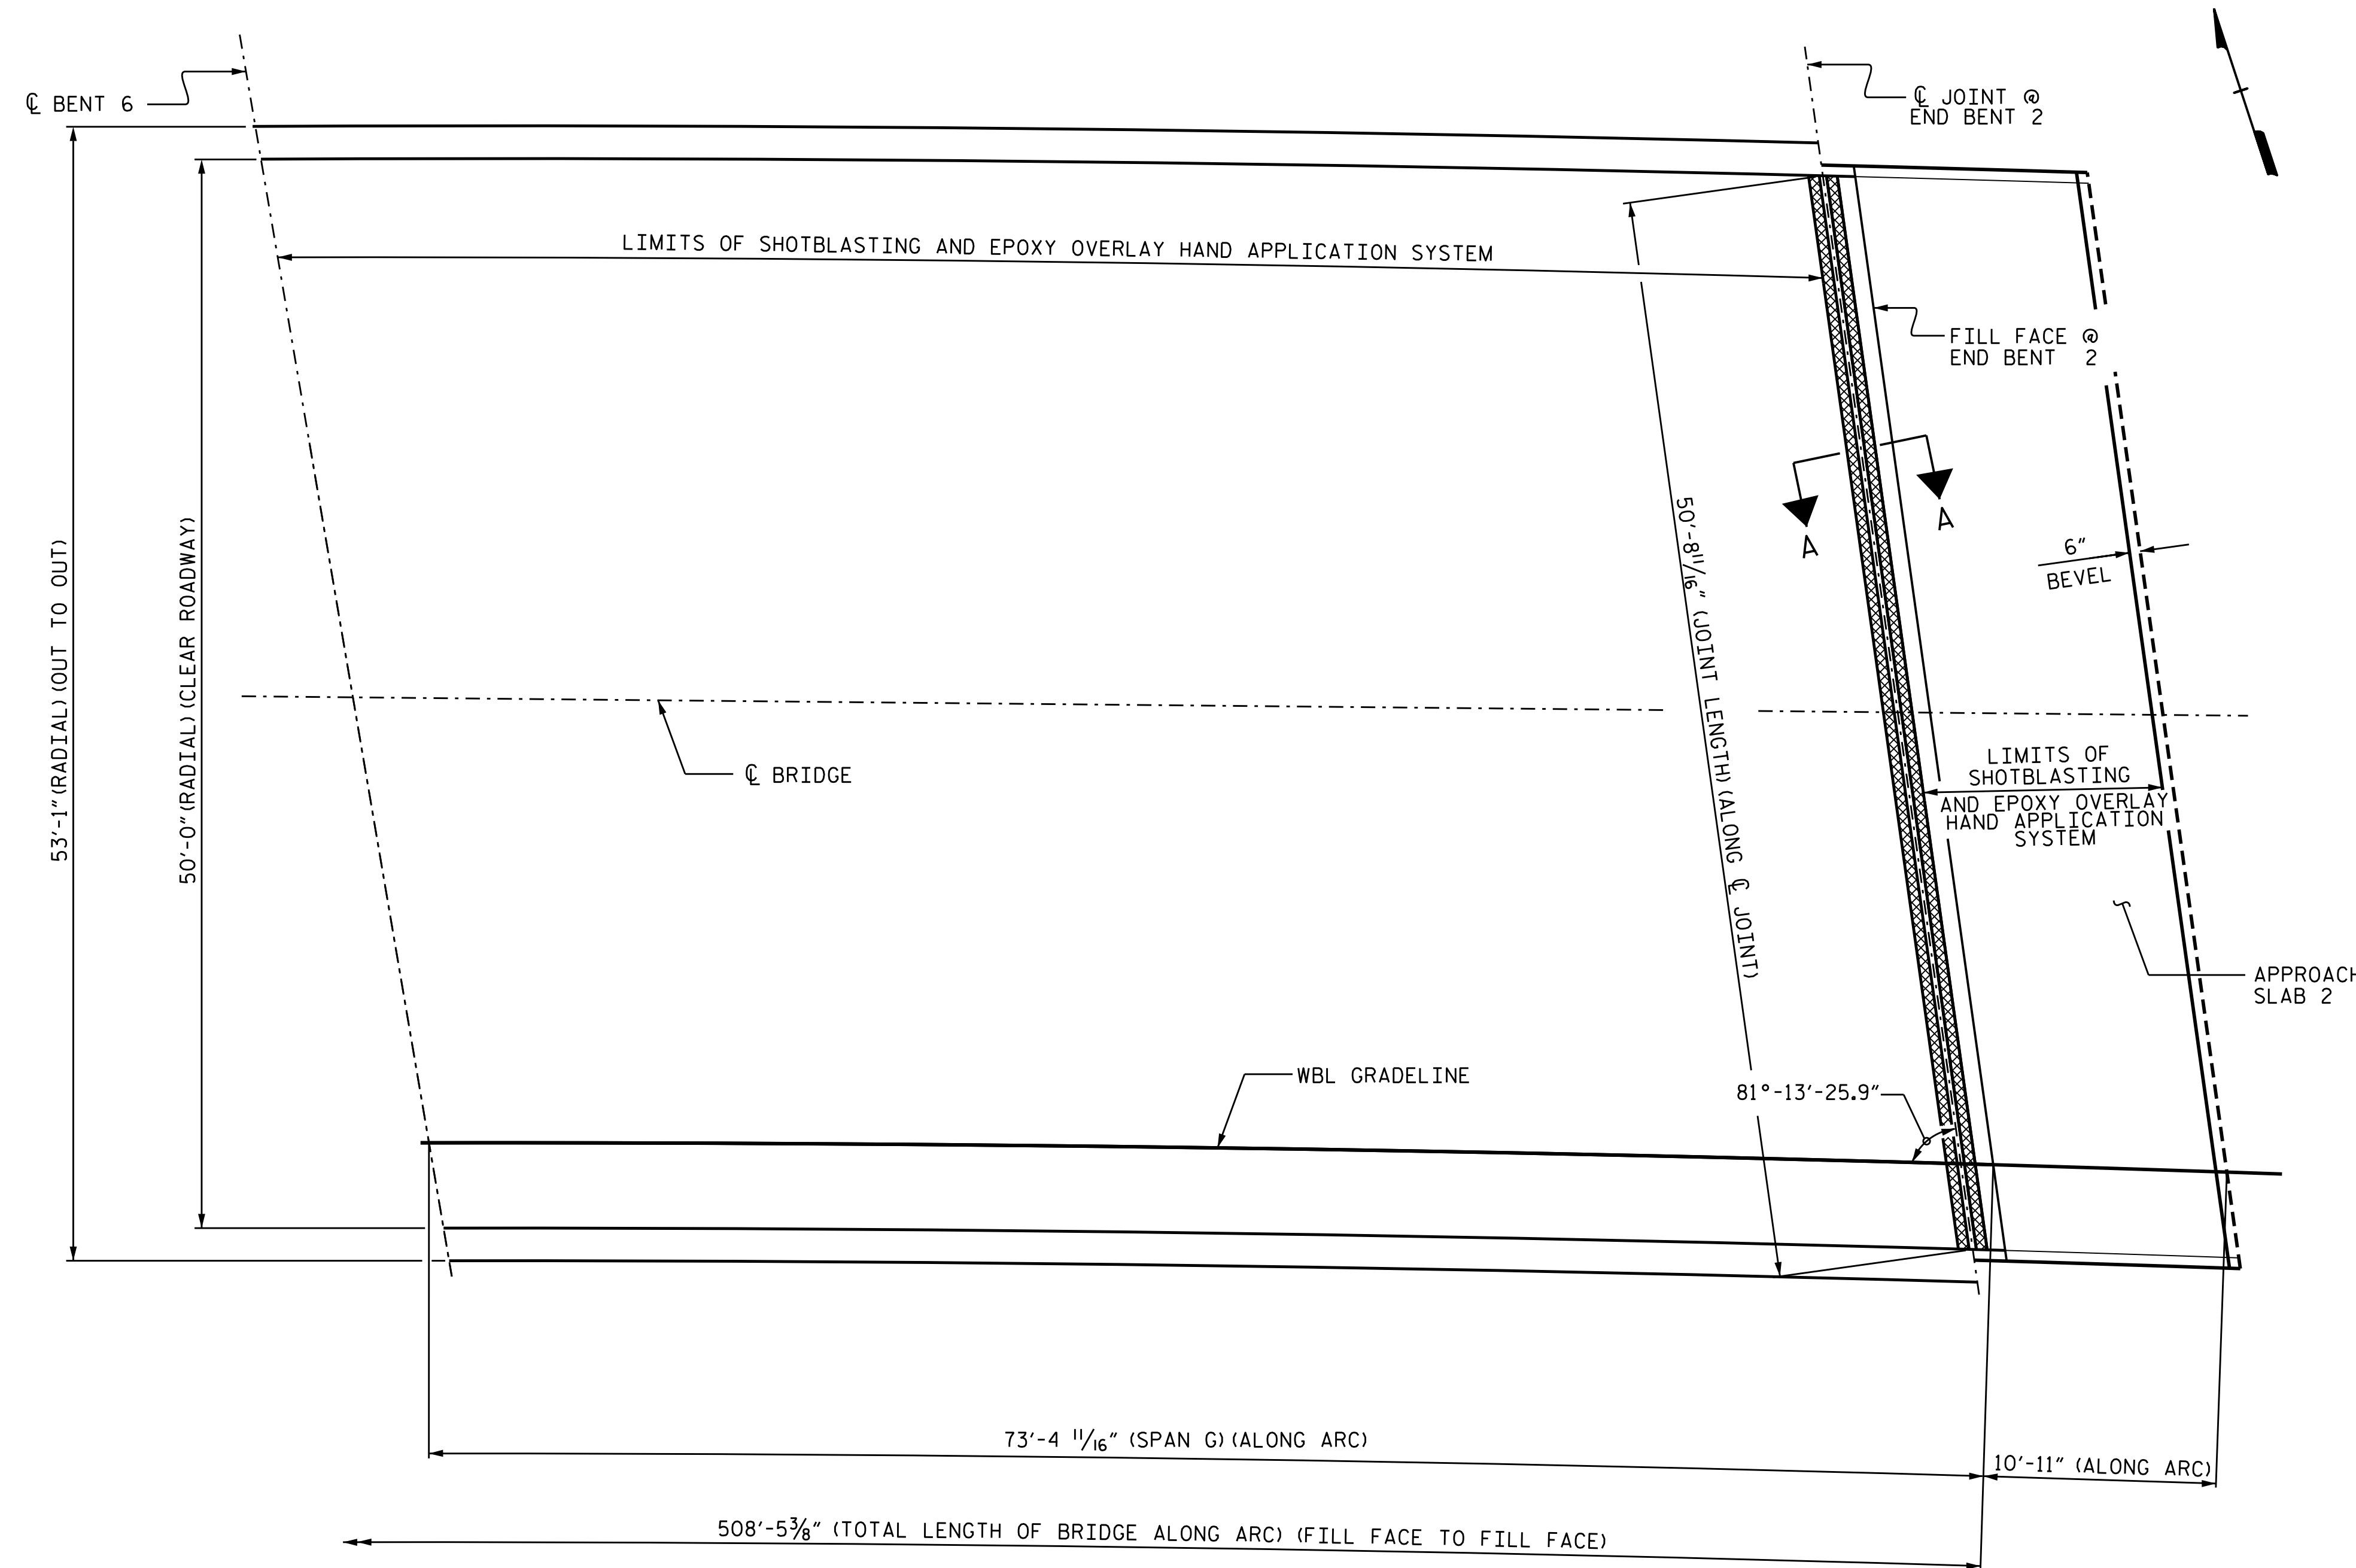 ℄ BENT 6
℄ JOINT @
END BENT 2
LIMITS OF SHOTBLASTING AND EPOXY OVERLAY HAND APPLICATION SYSTEM
FILL FACE @
END BENT 2
53'-1" (RADIAL) (OUT TO OUT)
50'-0" (RADIAL) (CLEAR ROADWAY)
50'-8 11/16" (JOINT LENGTH) (ALONG ℄ JOINT)
A
A
6"
BEVEL
℄ BRIDGE
LIMITS OF
SHOTBLASTING
AND EPOXY OVERLAY
HAND APPLICATION
SYSTEM
APPROACH
SLAB 2
WBL GRADELINE
81°-13'-25.9"
73'-4 11/16" (SPAN G) (ALONG ARC)
10'-11" (ALONG ARC)
508'-5 3/8" (TOTAL LENGTH OF BRIDGE ALONG ARC) (FILL FACE TO FILL FACE)